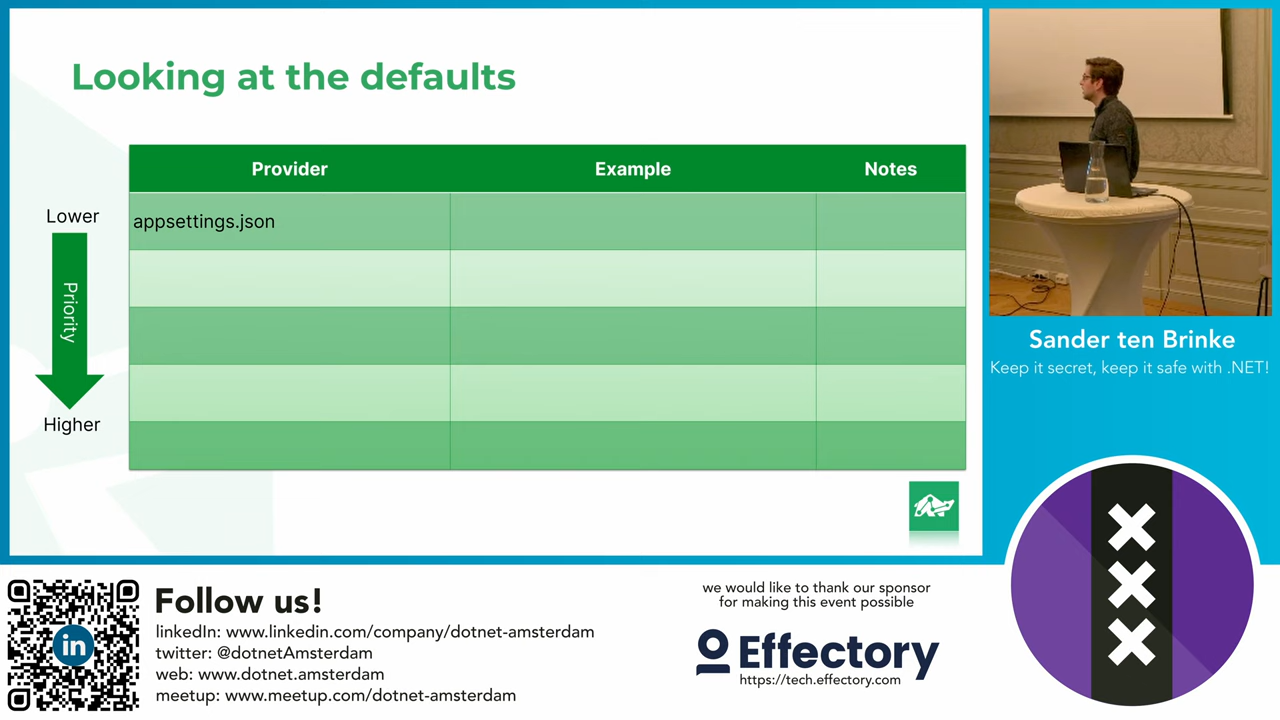 Looking at the defaults
Provider Example Notes
Lower
appsettings.json
Priority
Higher
Sander ten Brinke
Keep it secret, keep it safe with .NET!
Follow us!
linkedIn: www.linkedin.com/company/dotnet-amsterdam
twitter: @dotnetAmsterdam
web: www.dotnet.amsterdam
meetup: www.meetup.com/dotnet-amsterdam
in
we would like to thank our sponsor
for making this event possible
Effectory
https://tech.effectory.com